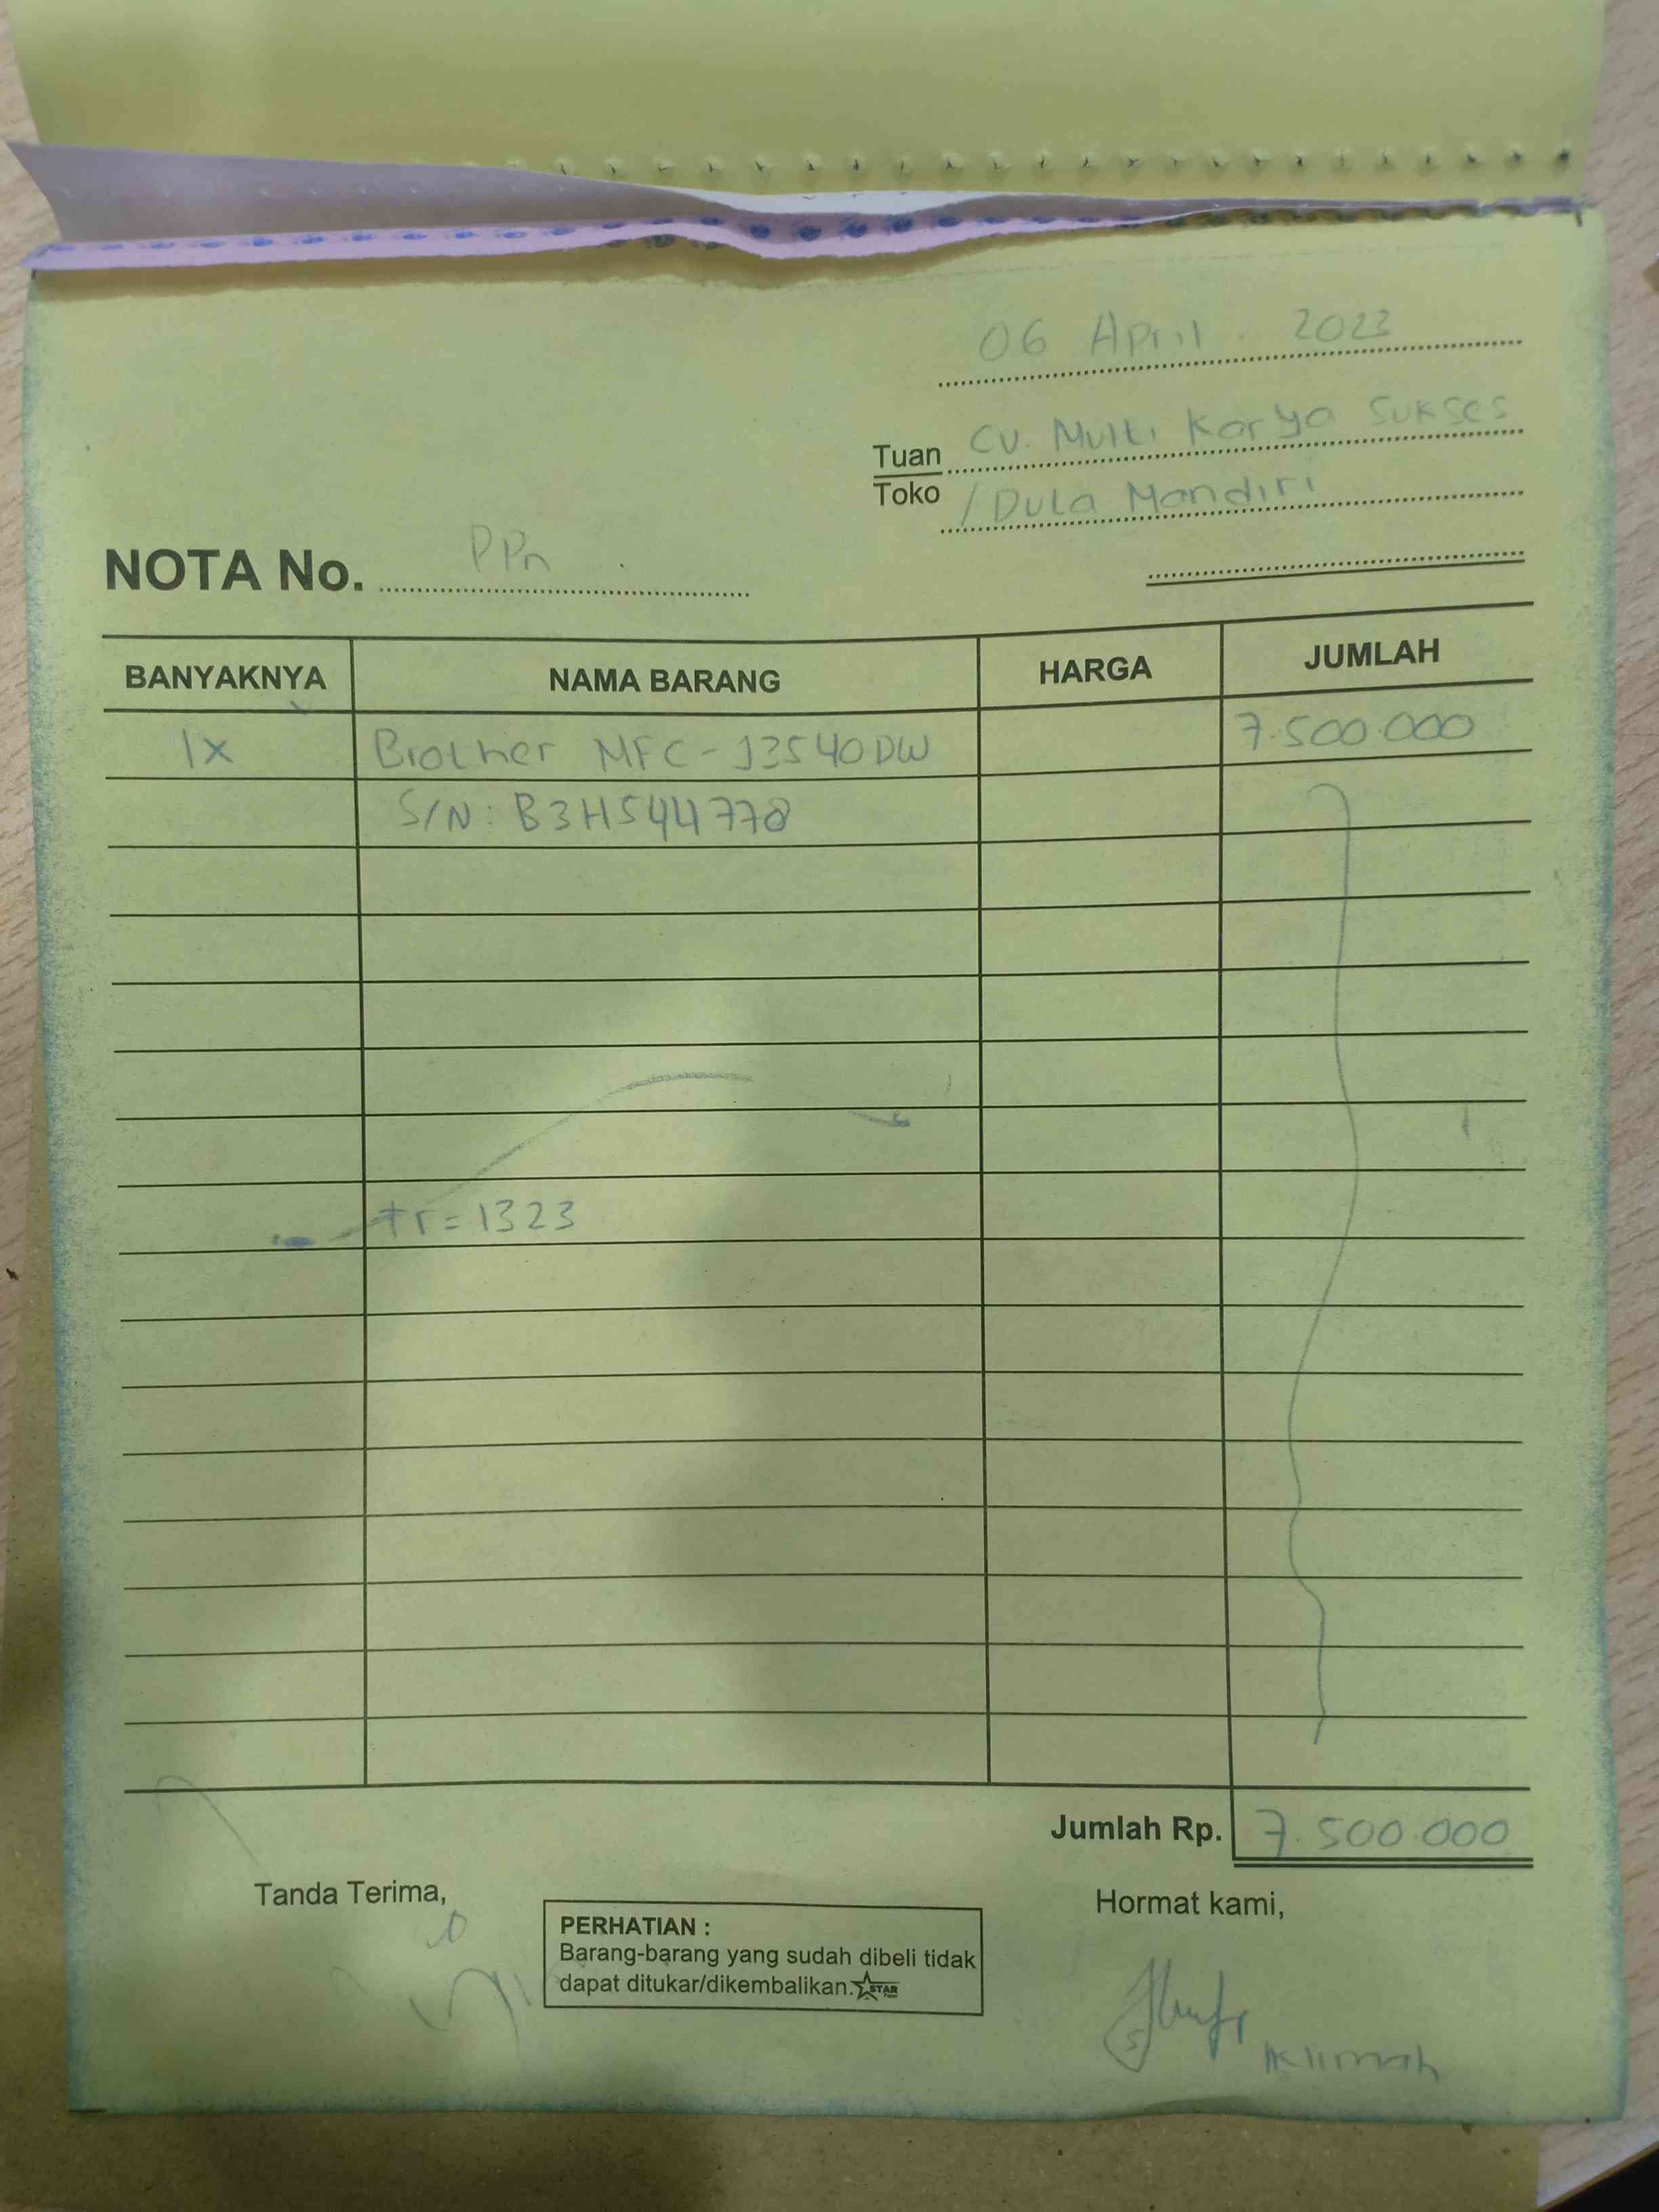 06 April 2023
Tuan CV. Multi Karya Sukses
Toko / Dula Mandiri
NOTA No. PPn
BANYAKNYA NAMA BARANG HARGA JUMLAH
1x Brother MFC-J3540DW 7.500.000
S/N: B3H544778
tr = 1323
Jumlah Rp. 7.500.000
Tanda Terima,
Hormat kami,
PERHATIAN :
Barang-barang yang sudah dibeli tidak
dapat ditukar/dikembalikan. STAR